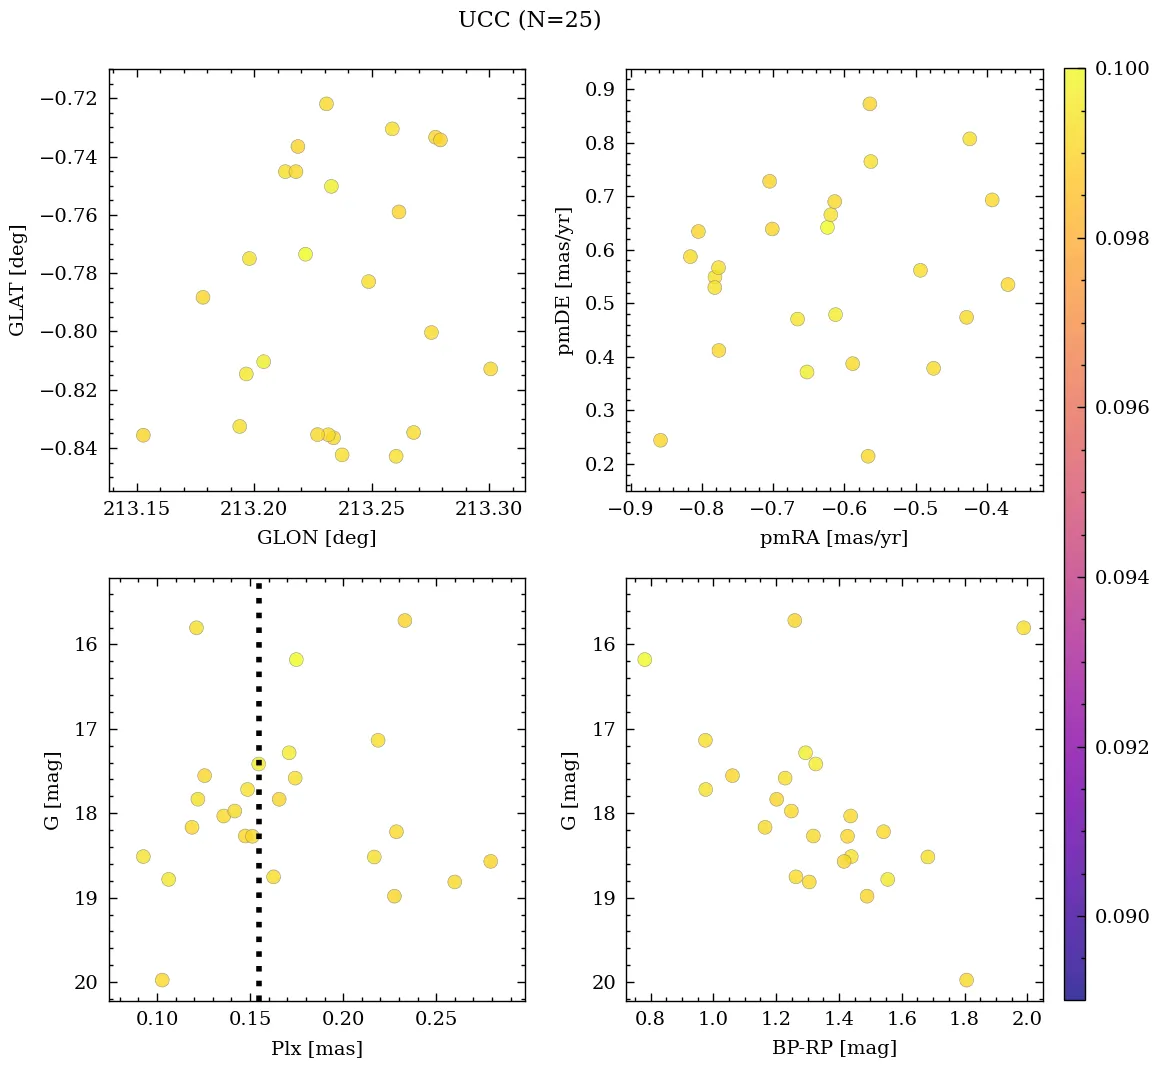 UCC (N=25)
−0.72
−0.74
−0.76
−0.78
−0.80
−0.82
−0.84
GLAT [deg]
213.15 213.20 213.25 213.30
GLON [deg]
0.9
0.8
0.7
0.6
0.5
0.4
0.3
0.2
pmDE [mas/yr]
−0.9 −0.8 −0.7 −0.6 −0.5 −0.4
pmRA [mas/yr]
16
17
18
19
20
G [mag]
0.10 0.15 0.20 0.25
Plx [mas]
16
17
18
19
20
G [mag]
0.8 1.0 1.2 1.4 1.6 1.8 2.0
BP-RP [mag]
0.100
0.098
0.096
0.094
0.092
0.090